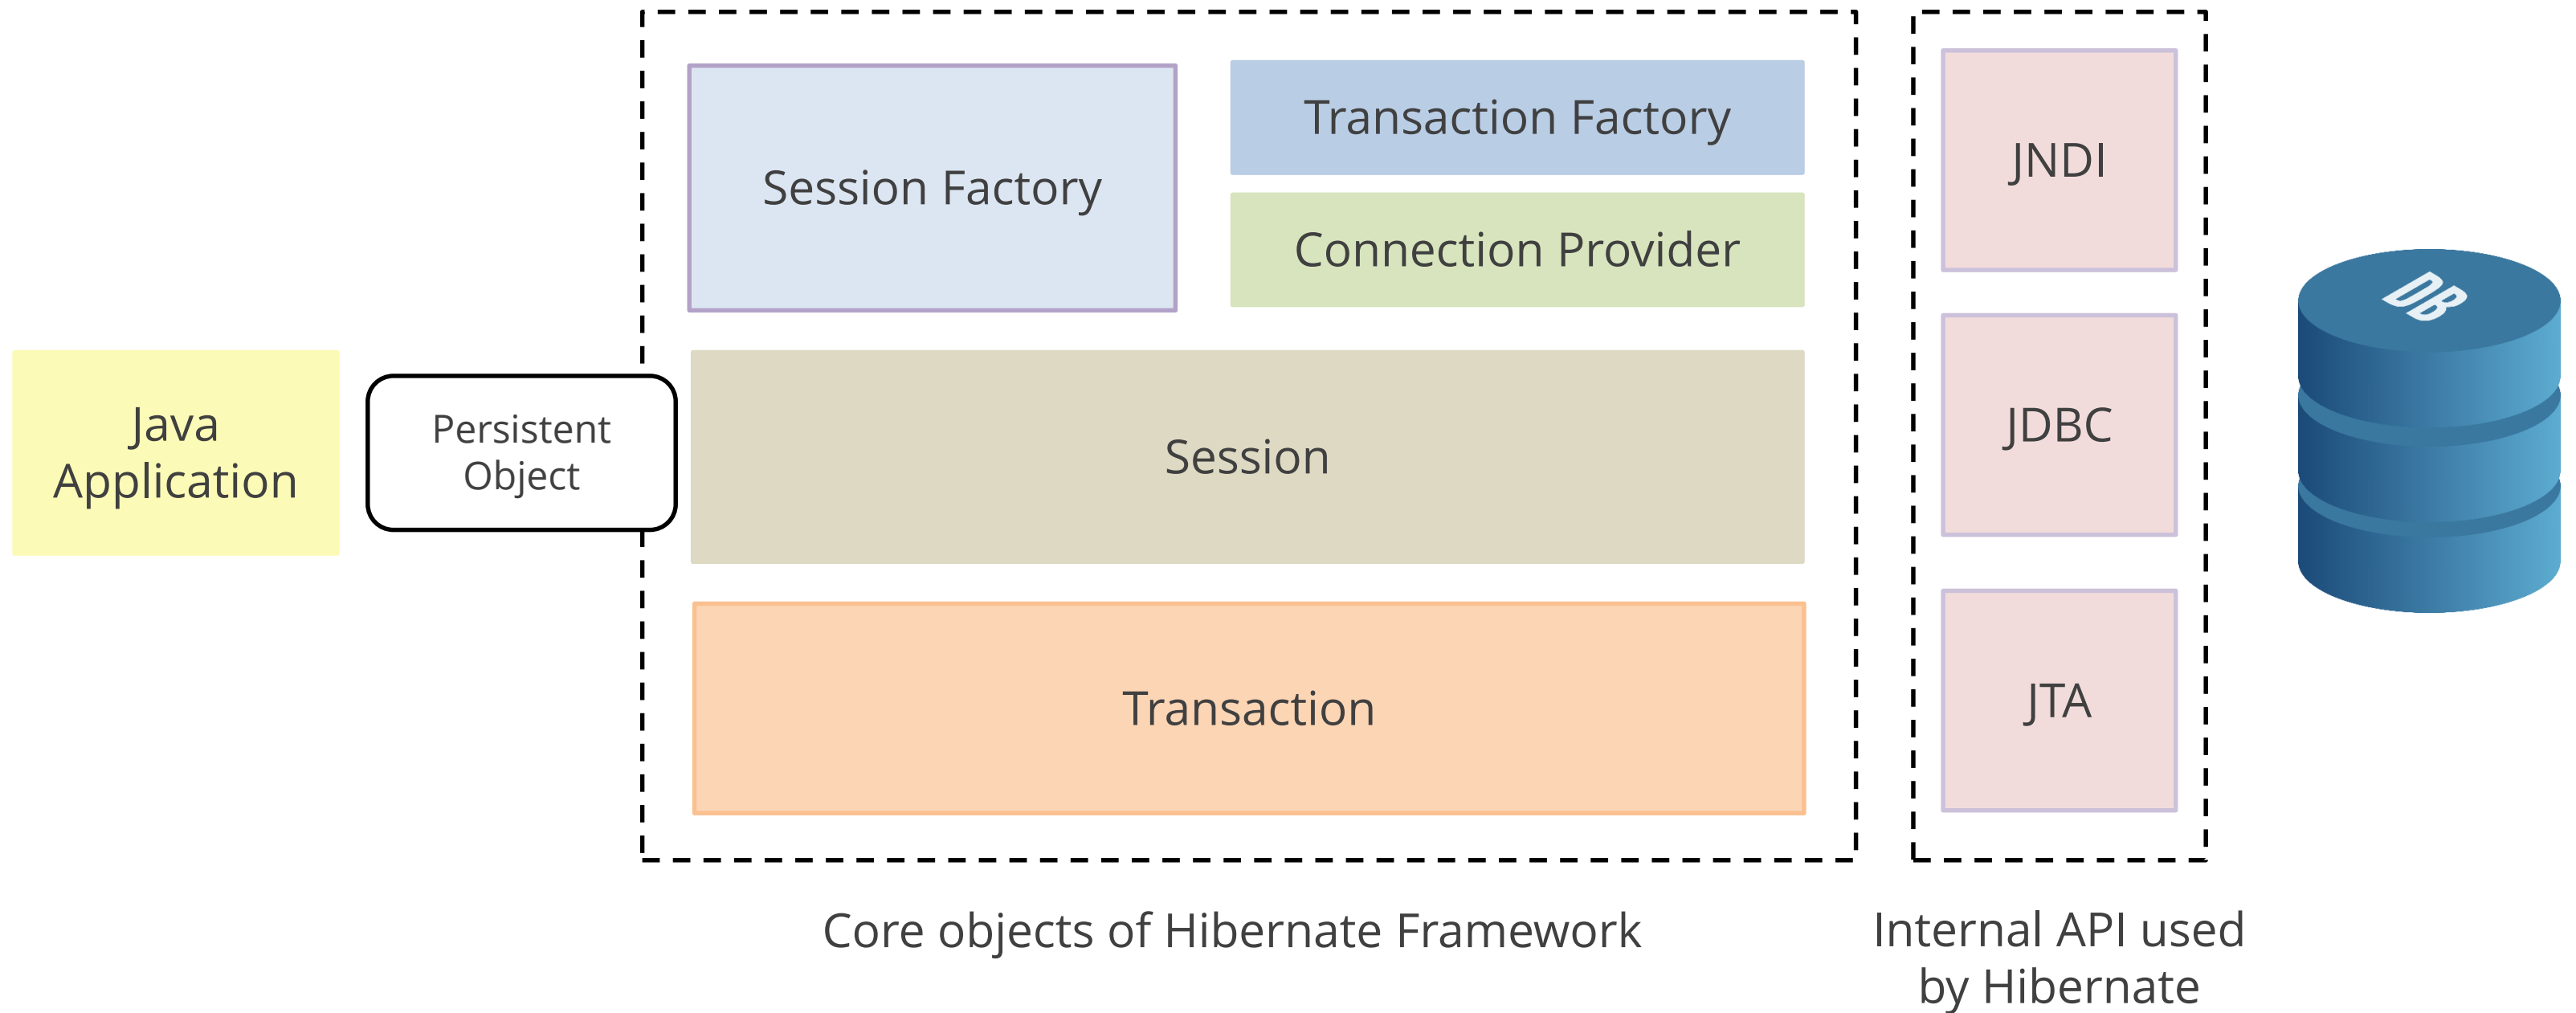 Session Factory
Transaction Factory
Connection Provider
JNDI
DB
Java
Application
Persistent
Object
Session
JDBC
Transaction
JTA
Core objects of Hibernate Framework
Internal API used
by Hibernate